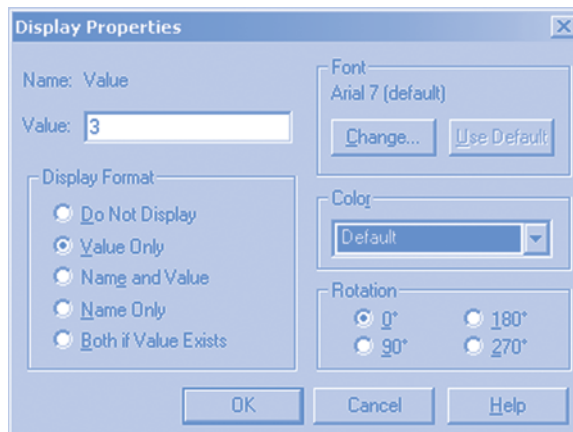 Display Properties
Name: Value
Value: 3
Display Format
Do Not Display
Value Only
Name and Value
Name Only
Both if Value Exists
Font
Arial 7 (default)
Change... Use Default
Color
Default
Rotation
0° 180°
90° 270°
OK Cancel Help